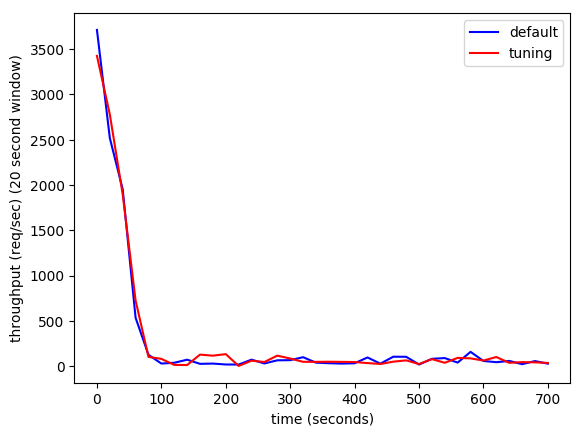 default
tuning
throughput (req/sec) (20 second window)
3500
3000
2500
2000
1500
1000
500
0
0 100 200 300 400 500 600 700
time (seconds)